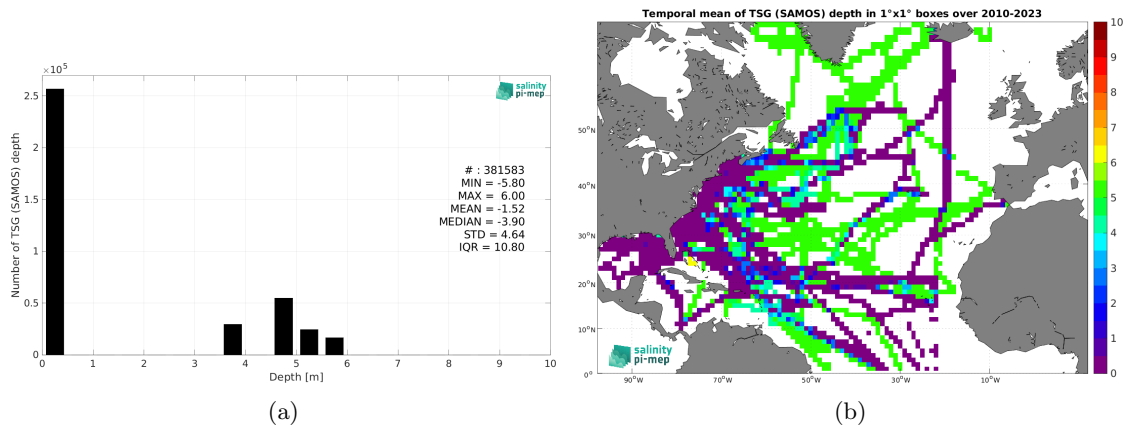 ×10⁵
2.5
2
1.5
1
0.5
0
Number of TSG (SAMOS) depth
salinity
pi-mep
# : 381583
MIN = -5.80
MAX = 6.00
MEAN = -1.52
MEDIAN = -3.90
STD = 4.64
IQR = 10.80
0 1 2 3 4 5 6 7 8 9 10
Depth [m]
(a)
Temporal mean of TSG (SAMOS) depth in 1°x1° boxes over 2010-2023
50°N
40°N
30°N
20°N
10°N
0°
90°W 70°W 50°W 30°W 10°W
salinity
pi-mep
10
9
8
7
6
5
4
3
2
1
0
(b)